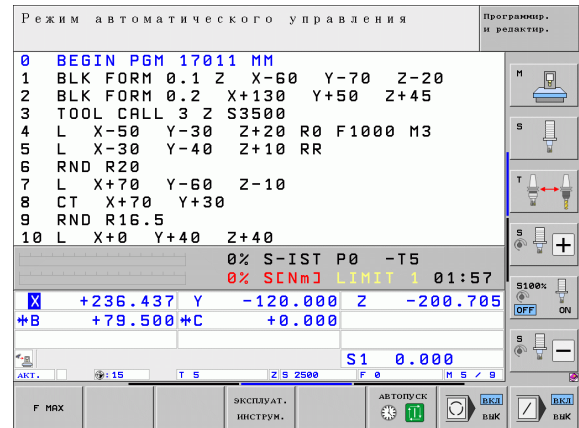 Режим автоматического управления
Программир.
и редактир.
0 BEGIN PGM 17011 MM
1 BLK FORM 0.1 Z X-60 Y-70 Z-20
2 BLK FORM 0.2 X+130 Y+50 Z+45
3 TOOL CALL 3 Z S3500
4 L X-50 Y-30 Z+20 R0 F1000 M3
5 L X-30 Y-40 Z+10 RR
6 RND R20
7 L X+70 Y-60 Z-10
8 CT X+70 Y+30
9 RND R16.5
10 L X+0 Y+40 Z+40
0% S-IST P0 -T5
0% S[Nm] LIMIT 1 01:57
X +236.437 Y -120.000 Z -200.705
B +79.500 C +0.000
S1 0.000
АКТ. :15 T 5 Z S 2500 F 0 M 5 / 9
M
S
T
S
S100%
OFF ON
S
F MAX
ЭКСПЛУАТ.
ИНСТРУМ.
АВТОПУСК
ВКЛ
ВЫК
ВКЛ
ВЫК